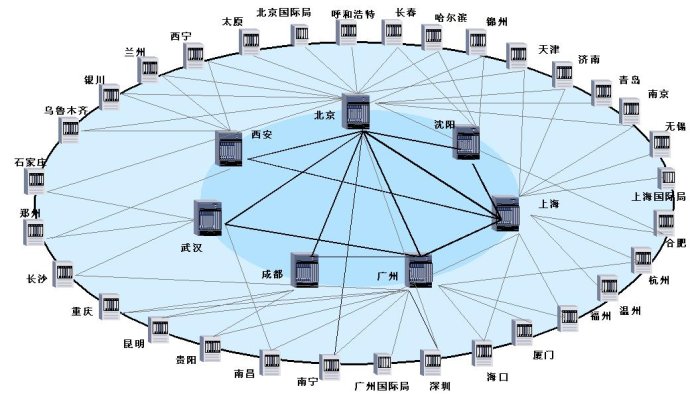 北京国际局
呼和浩特
长春
哈尔滨
锦州
太原
西宁
兰州
银川
乌鲁木齐
石家庄
郑州
长沙
重庆
昆明
贵阳
南昌
南宁
广州国际局
深圳
海口
厦门
福州
温州
杭州
合肥
上海国际局
无锡
南京
青岛
济南
天津
北京
沈阳
西安
上海
武汉
成都
广州